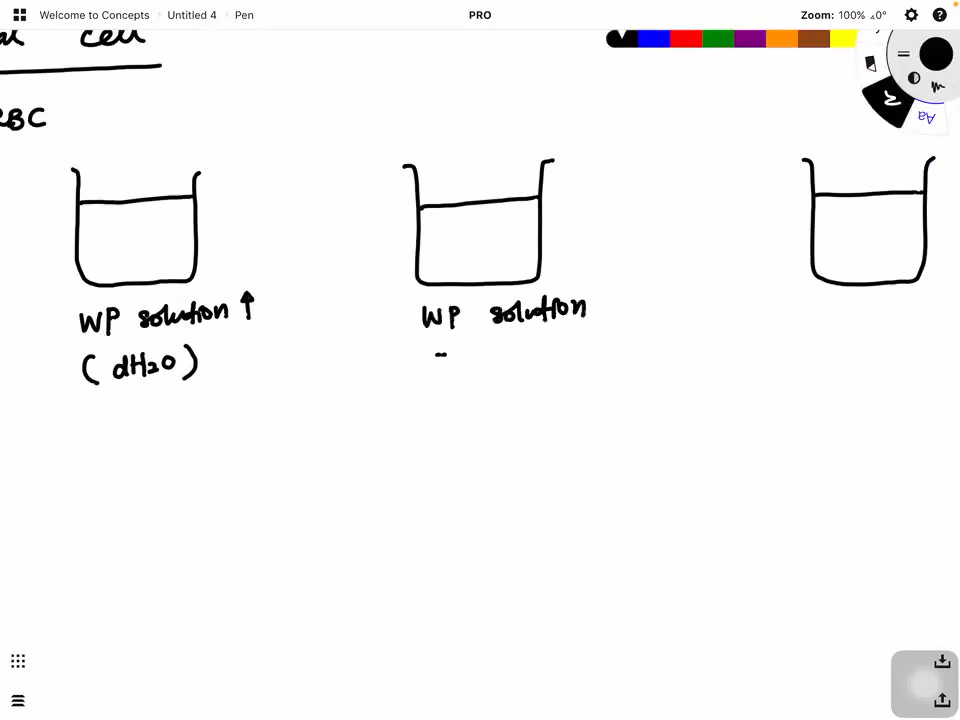 Welcome to Concepts › Untitled 4 › Pen
PRO
Zoom: 100% 0°
cell
RBC
WP solution ↑
WP solution
(dH2O)
=
Aa